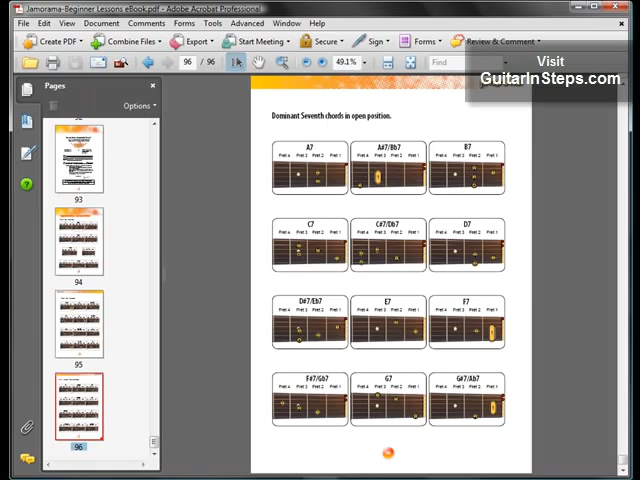 Jamorama-Beginner Lessons eBook.pdf - Adobe Acrobat Professional
File Edit View Document Comments Forms Tools Advanced Window Help
Create PDF Combine Files Export Start Meeting Secure Sign Forms Review & Comment
96 / 96 49.1% Find
Visit
GuitarInSteps.com
Pages
Options
93
94
95
96
Dominant Seventh chords in open position.
A7 A#7/Bb7 B7
Fret 4 Fret 3 Fret 2 Fret 1 Fret 4 Fret 3 Fret 2 Fret 1 Fret 4 Fret 3 Fret 2 Fret 1
C7 C#7/Db7 D7
Fret 4 Fret 3 Fret 2 Fret 1 Fret 4 Fret 3 Fret 2 Fret 1 Fret 4 Fret 3 Fret 2 Fret 1
D#7/Eb7 E7 F7
Fret 4 Fret 3 Fret 2 Fret 1 Fret 4 Fret 3 Fret 2 Fret 1 Fret 4 Fret 3 Fret 2 Fret 1
F#7/Gb7 G7 G#7/Ab7
Fret 4 Fret 3 Fret 2 Fret 1 Fret 4 Fret 3 Fret 2 Fret 1 Fret 4 Fret 3 Fret 2 Fret 1